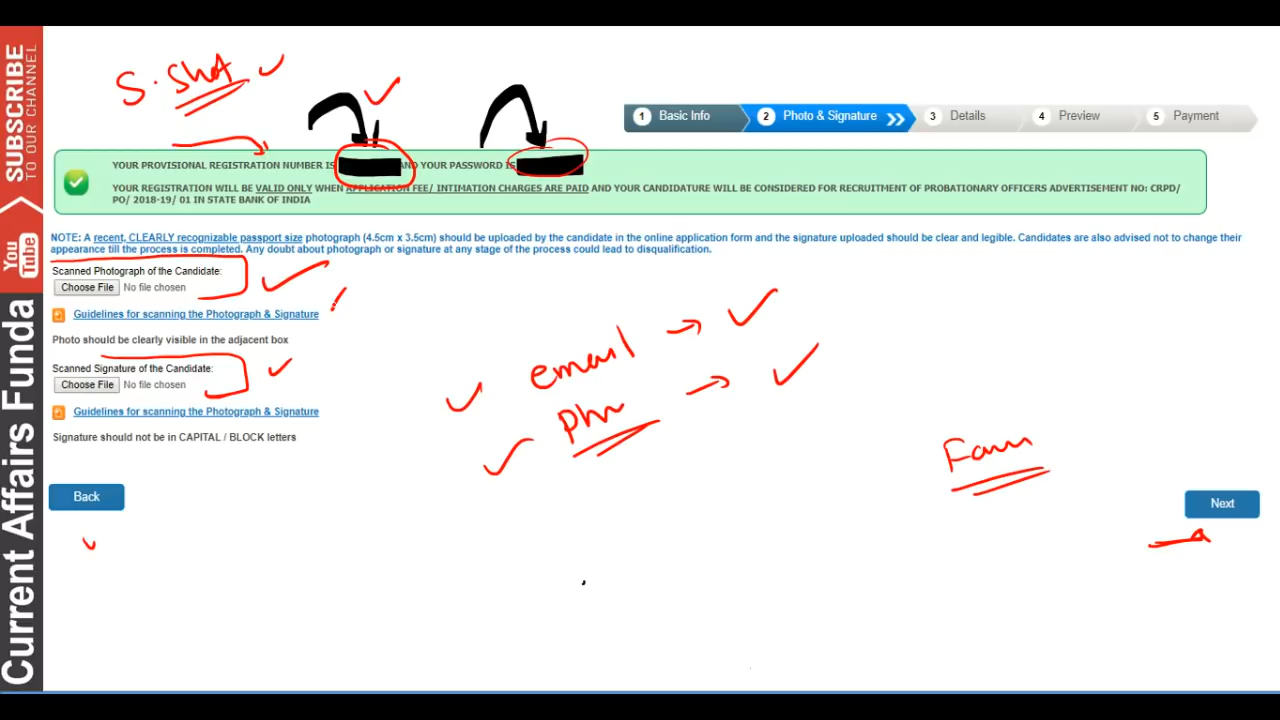 SUBSCRIBE
TO OUR CHANNEL
You Tube
Current Affairs Funda
S. Shot
1 Basic Info
2 Photo & Signature
3 Details
4 Preview
5 Payment
YOUR PROVISIONAL REGISTRATION NUMBER IS AND YOUR PASSWORD IS
YOUR REGISTRATION WILL BE VALID ONLY WHEN APPLICATION FEE/ INTIMATION CHARGES ARE PAID AND YOUR CANDIDATURE WILL BE CONSIDERED FOR RECRUITMENT OF PROBATIONARY OFFICERS ADVERTISEMENT NO: CRPD/
PO/ 2018-19/ 01 IN STATE BANK OF INDIA
NOTE: A recent, CLEARLY recognizable passport size photograph (4.5cm x 3.5cm) should be uploaded by the candidate in the online application form and the signature uploaded should be clear and legible. Candidates are also advised not to change their
appearance till the process is completed. Any doubt about photograph or signature at any stage of the process could lead to disqualification.
Scanned Photograph of the Candidate:
Choose File No file chosen
Guidelines for scanning the Photograph & Signature
Photo should be clearly visible in the adjacent box
Scanned Signature of the Candidate:
Choose File No file chosen
Guidelines for scanning the Photograph & Signature
Signature should not be in CAPITAL / BLOCK letters
email
Back
Next